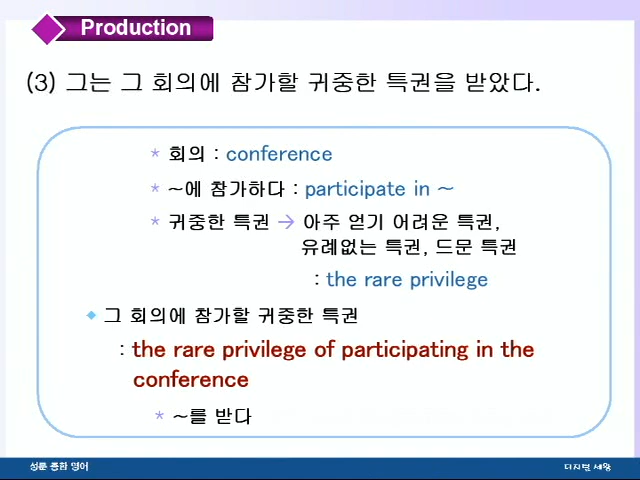 Production
(3) 그는 그 회의에 참가할 귀중한 특권을 받았다.
* 회의 : conference
* ~에 참가하다 : participate in ~
* 귀중한 특권 → 아주 얻기 어려운 특권,
유례없는 특권, 드문 특권
: the rare privilege
◆ 그 회의에 참가할 귀중한 특권
: the rare privilege of participating in the
conference
* ~를 받다
성문 종합 영어
디지털 세왕